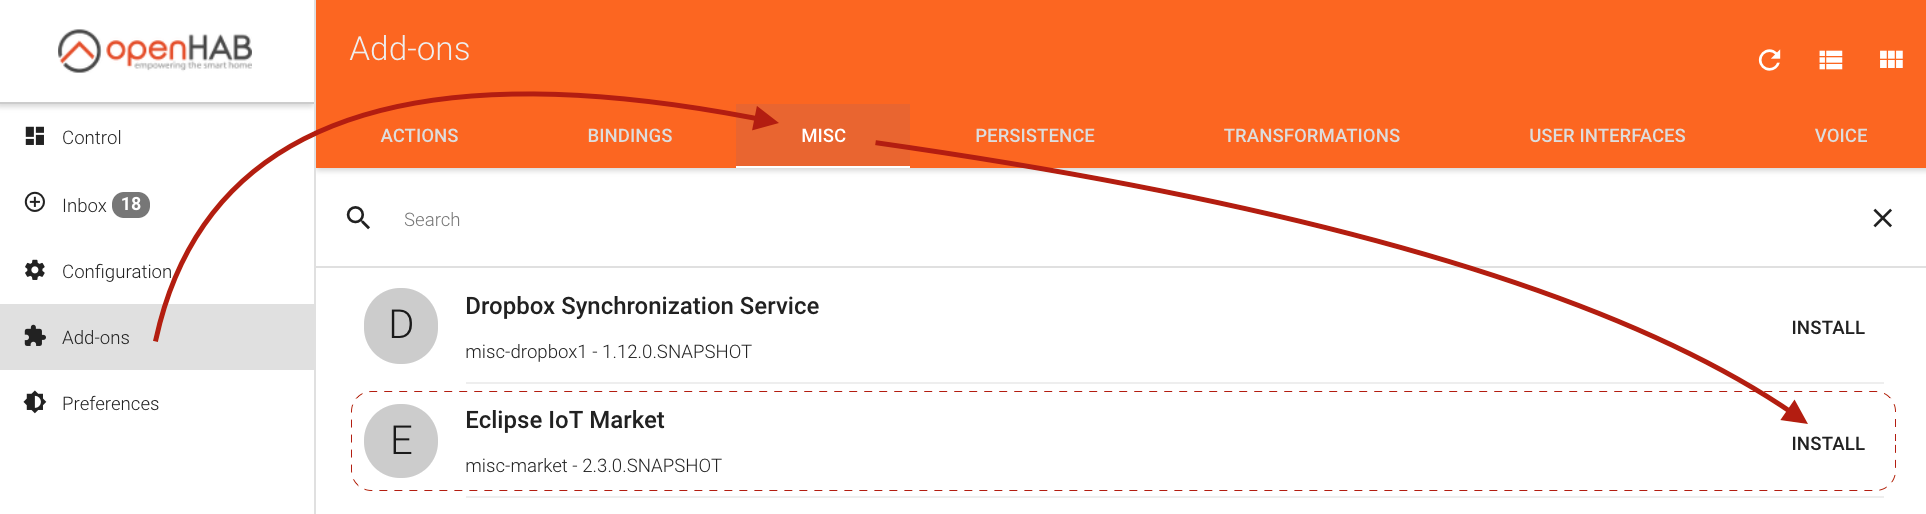 openHAB
empowering the smart home
Control
Inbox 18
Configuration
Add-ons
Preferences
Add-ons
ACTIONS BINDINGS MISC PERSISTENCE TRANSFORMATIONS USER INTERFACES VOICE
Search
D
Dropbox Synchronization Service
misc-dropbox1 - 1.12.0.SNAPSHOT
INSTALL
E
Eclipse IoT Market
misc-market - 2.3.0.SNAPSHOT
INSTALL